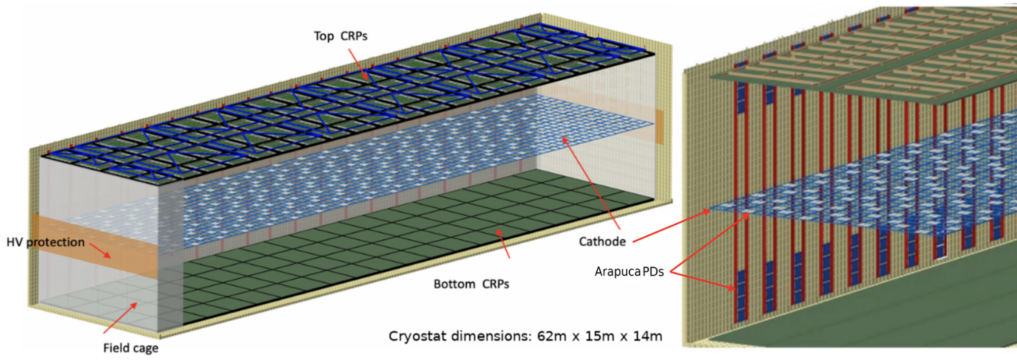 Top CRPs
HV protection
Cathode
Arapuca PDs
Bottom CRPs
Cryostat dimensions: 62m x 15m x 14m
Field cage